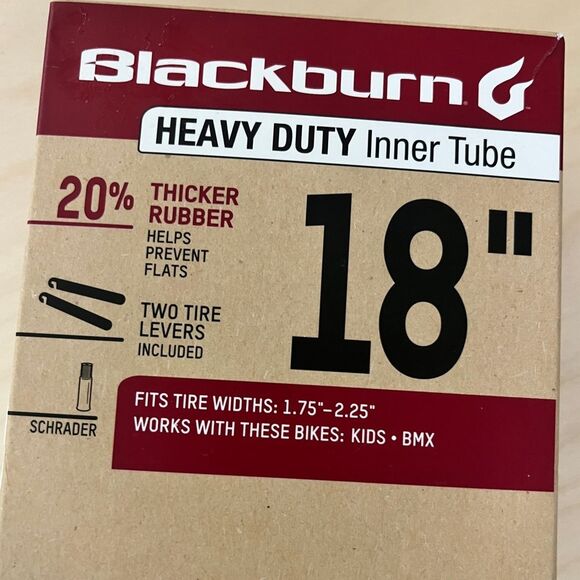 Blackburn
HEAVY DUTY Inner Tube
20% THICKER
RUBBER
HELPS
PREVENT
FLATS
18"
TWO TIRE
LEVERS
INCLUDED
SCHRADER
FITS TIRE WIDTHS: 1.75"–2.25"
WORKS WITH THESE BIKES: KIDS • BMX